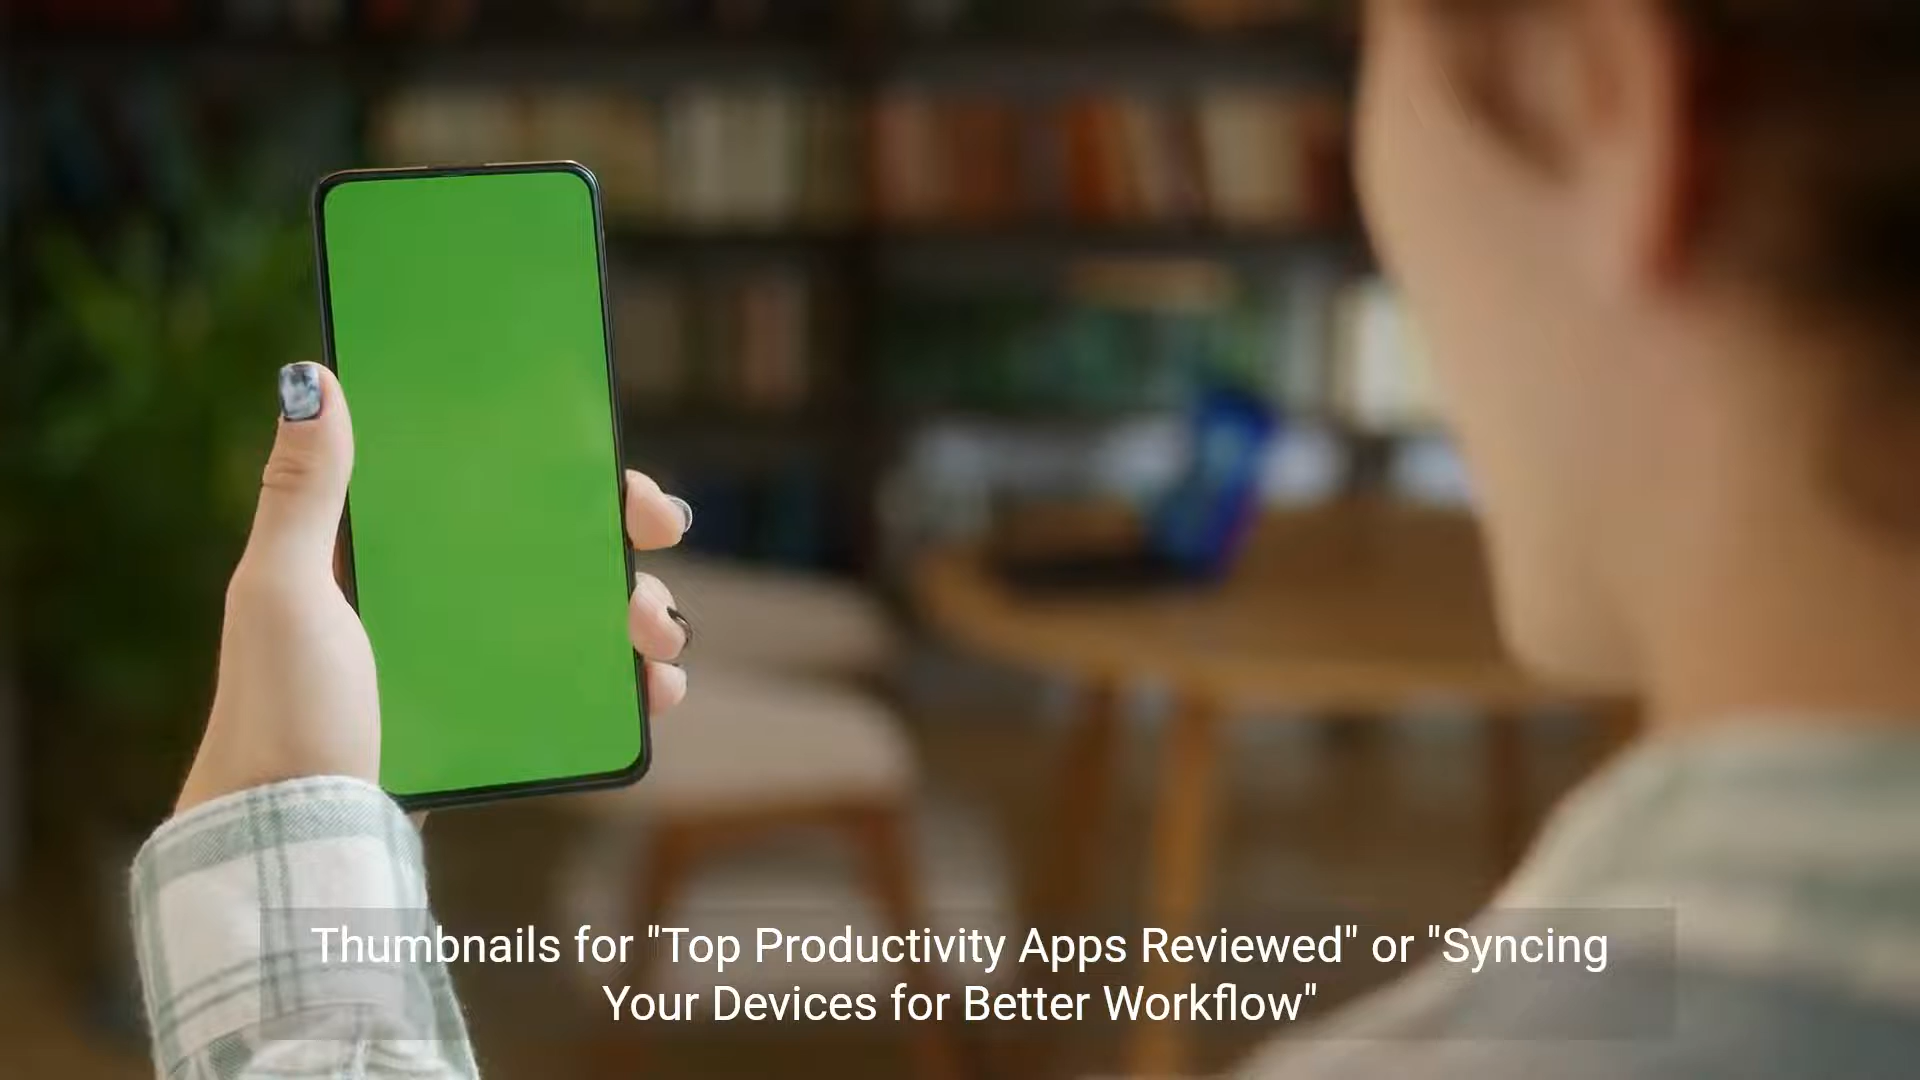 Thumbnails for "Top Productivity Apps Reviewed" or "Syncing
Your Devices for Better Workflow"